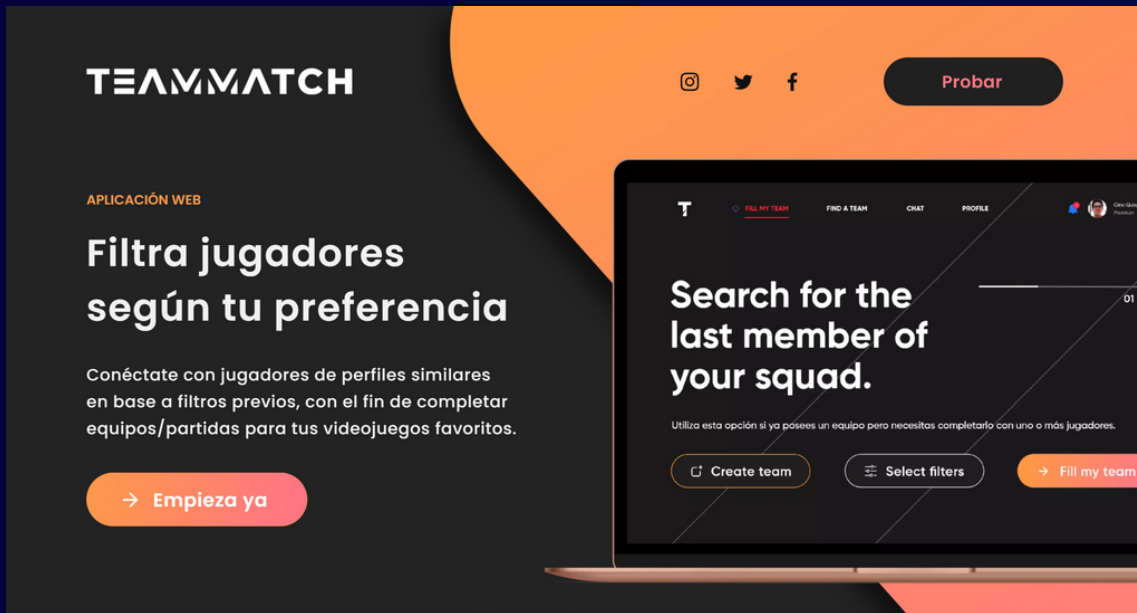 TEAMMATCH
Probar
APLICACIÓN WEB
Filtra jugadores
según tu preferencia
Conéctate con jugadores de perfiles similares
en base a filtros previos, con el fin de completar
equipos/partidas para tus videojuegos favoritos.
Empieza ya
T
FILL MY TEAM
FIND A TEAM
CHAT
PROFILE
Premium
Search for the
last member of
your squad.
01
Utiliza esta opción si ya posees un equipo pero necesitas completarlo con uno o más jugadores.
Create team
Select filters
Fill my team